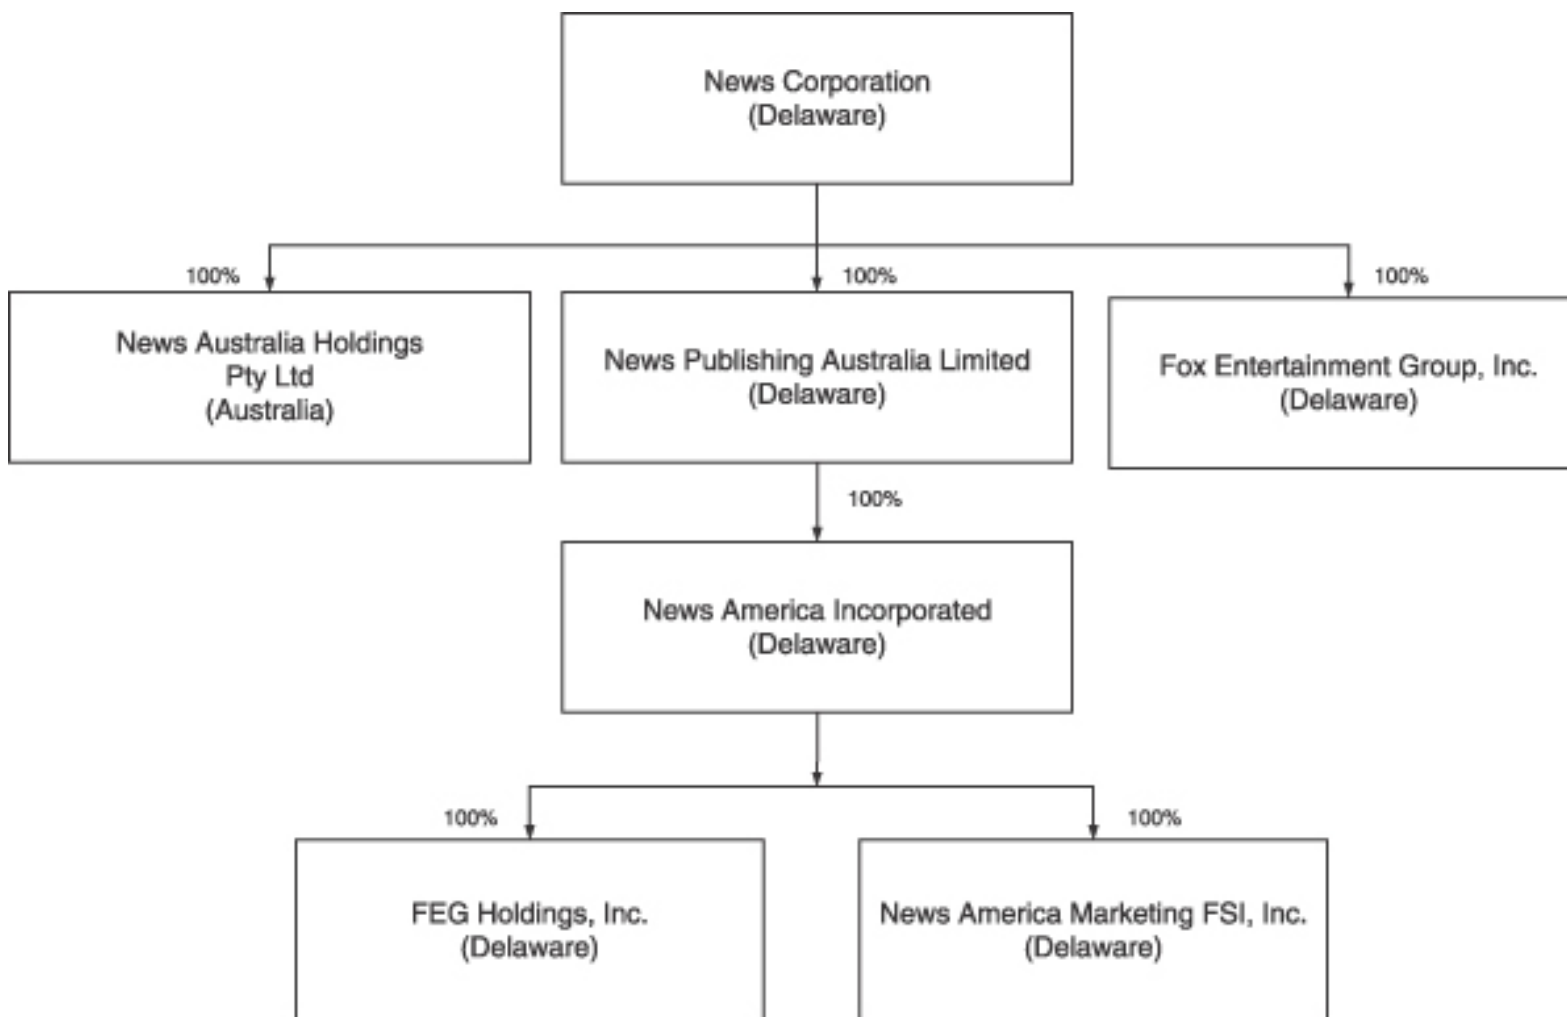 News Corporation
(Delaware)
100%
100%
100%
News Australia Holdings
Pty Ltd
(Australia)
News Publishing Australia Limited
(Delaware)
Fox Entertainment Group, Inc.
(Delaware)
100%
News America Incorporated
(Delaware)
100%
100%
FEG Holdings, Inc.
(Delaware)
News America Marketing FSI, Inc.
(Delaware)